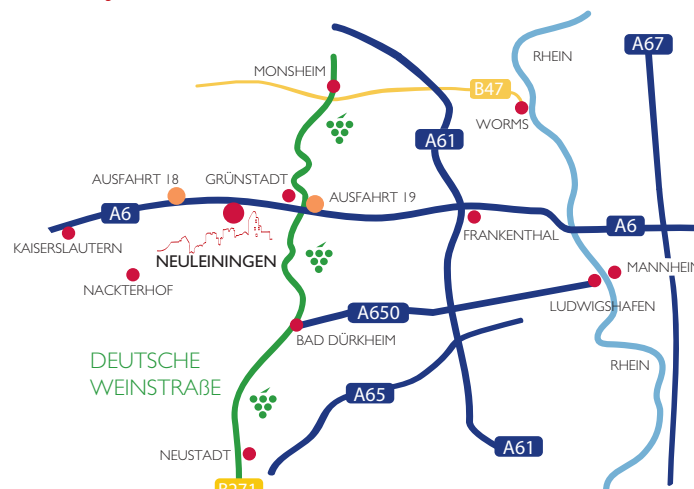 RHEIN
A67
MONSHEIM
B47
WORMS
A61
AUSFAHRT 18
GRÜNSTADT
AUSFAHRT 19
A6
A6
KAISERSLAUTERN
FRANKENTHAL
NEULEININGEN
MANNHEIM
NACKTERHOF
LUDWIGSHAFEN
A650
BAD DÜRKHEIM
DEUTSCHE
WEINSTRAßE
RHEIN
A65
NEUSTADT
A61
B271